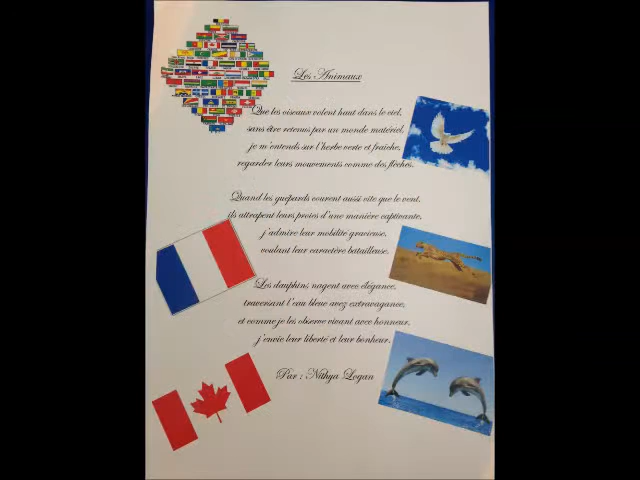 Les Animaux
Que les oiseaux volent haut dans le ciel,
sans être retenus par un monde matériel,
je m'entends sur l'herbe verte et fraîche,
regarder leurs mouvements comme des flèches.
Quand les guépards courent aussi vite que le vent,
ils attrapent leurs proies d'une manière captivante,
j'admire leur mobilité gracieuse,
voulant leur caractère batailleuse.
Les dauphins nagent avec élégance,
traversant l'eau bleue avez extravagance,
et comme je les observe vivant avec honneur,
j'envie leur liberté et leur bonheur.
Par : Nithya Logan